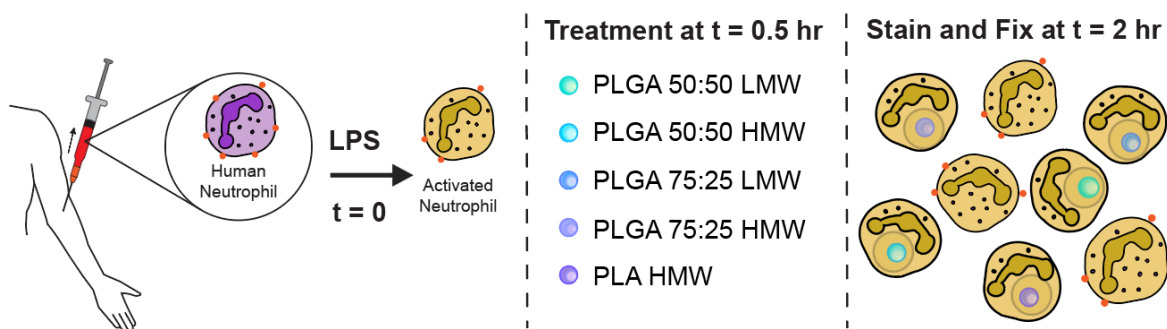 Human
Neutrophil
LPS
t = 0
Activated
Neutrophil
Treatment at t = 0.5 hr
PLGA 50:50 LMW
PLGA 50:50 HMW
PLGA 75:25 LMW
PLGA 75:25 HMW
PLA HMW
Stain and Fix at t = 2 hr